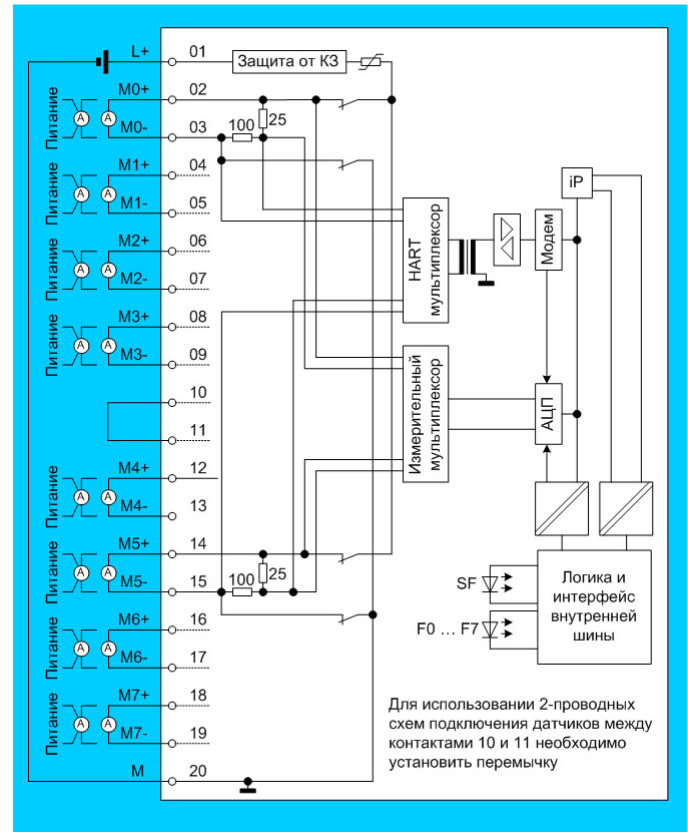 L+ 01 Защита от КЗ
M0+ 02
Питание A A
100 25
M0- 03
M1+ 04
Питание A A
M1- 05
M2+ 06
Питание A A
M2- 07
M3+ 08
Питание A A
M3- 09
10
11
M4+ 12
Питание A A
M4- 13
M5+ 14
Питание A A
100 25
M5- 15
M6+ 16
Питание A A
M6- 17
M7+ 18
Питание A A
M7- 19
M 20
HART
мультиплексор
Модем
iP
Измерительный
мультиплексор
АЦП
SF
F0 ... F7
Логика и
интерфейс
внутренней
шины
Для использовании 2-проводных
схем подключения датчиков между
контактами 10 и 11 необходимо
установить перемычку